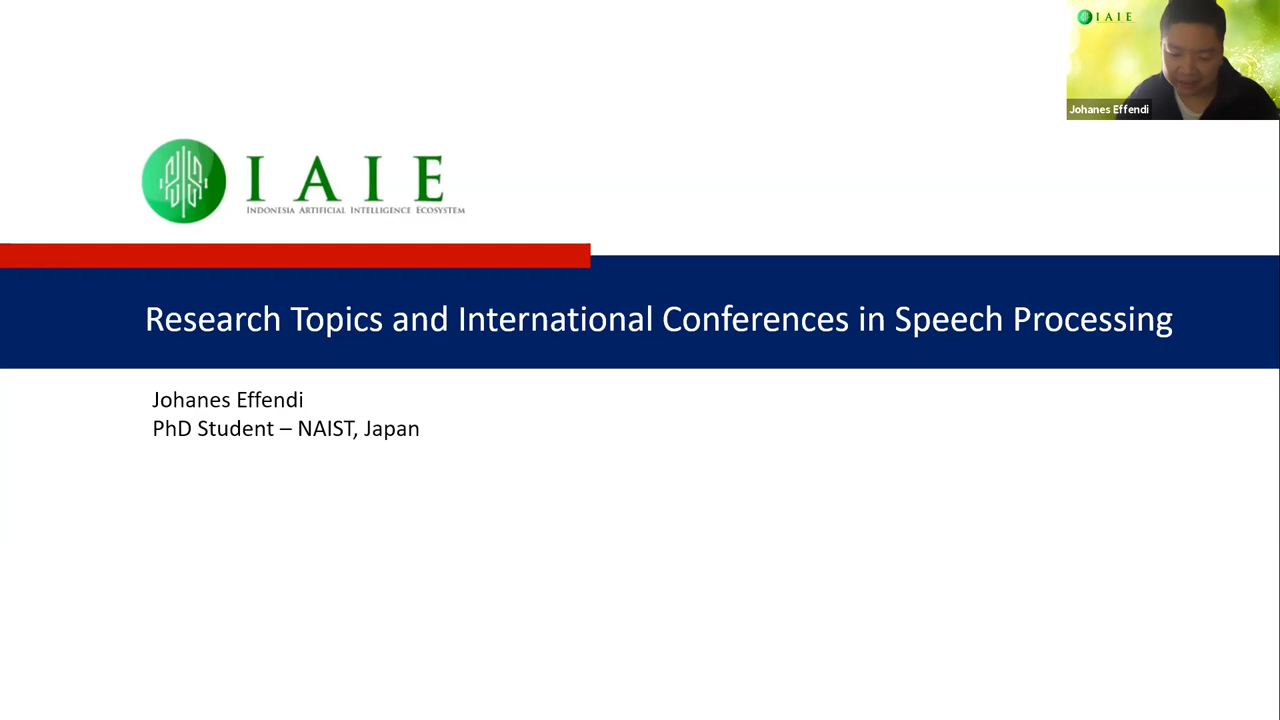 IAIE
Johanes Effendi
IAIE
INDONESIA ARTIFICIAL INTELLIGENCE ECOSYSTEM
Research Topics and International Conferences in Speech Processing
Johanes Effendi
PhD Student – NAIST, Japan